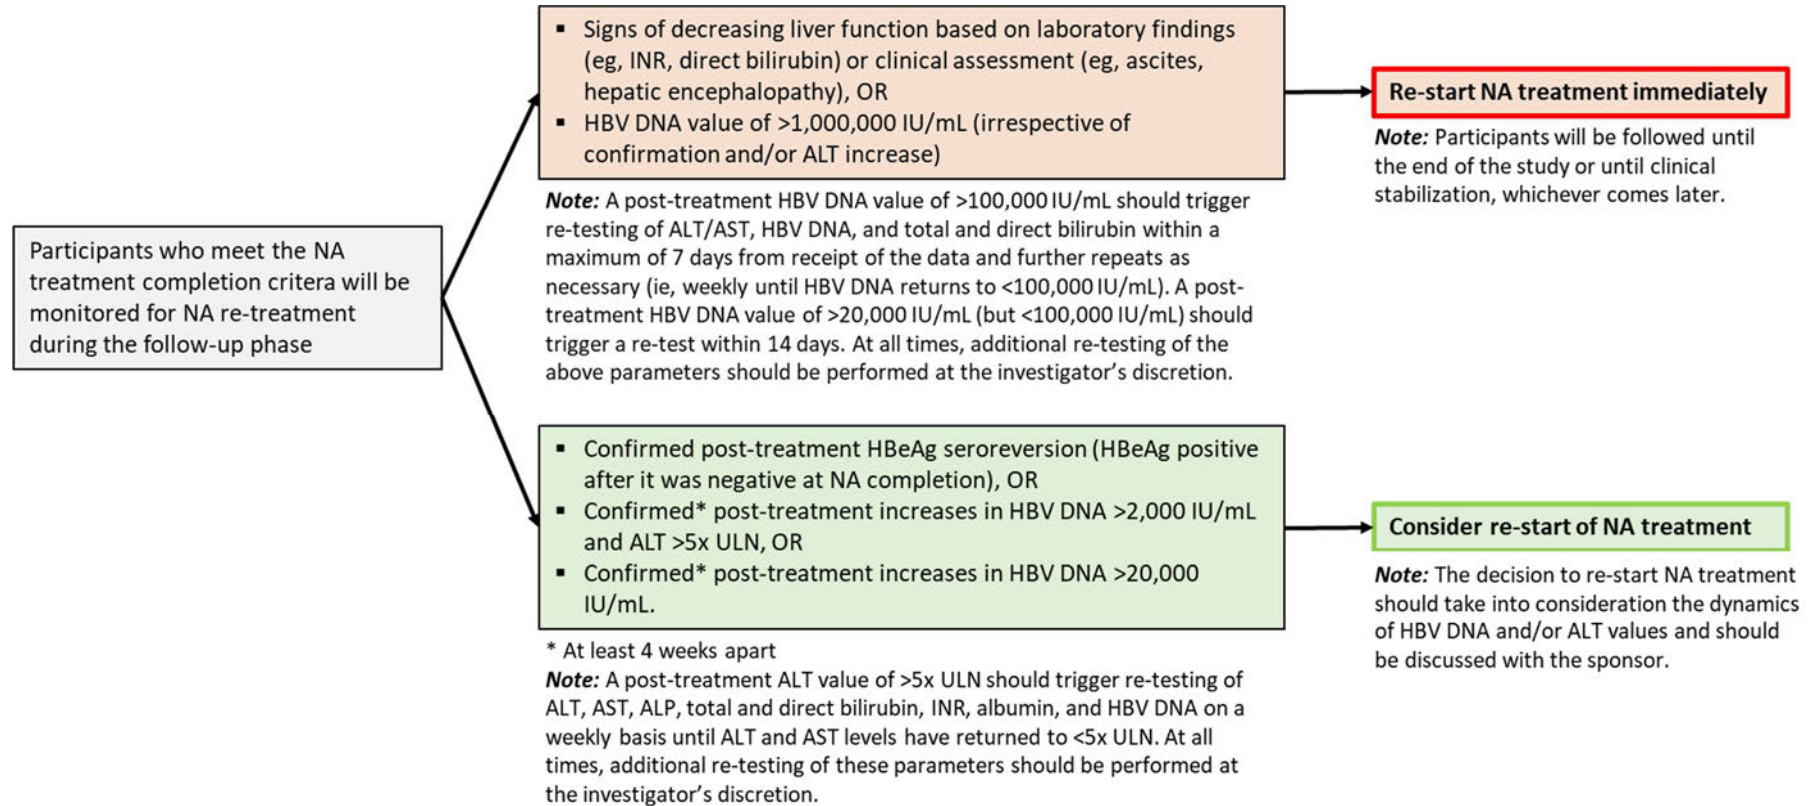 Participants who meet the NA
treatment completion critera will be
monitored for NA re-treatment
during the follow-up phase
▪ Signs of decreasing liver function based on laboratory findings
(eg, INR, direct bilirubin) or clinical assessment (eg, ascites,
hepatic encephalopathy), OR
▪ HBV DNA value of >1,000,000 IU/mL (irrespective of
confirmation and/or ALT increase)
Note: A post-treatment HBV DNA value of >100,000 IU/mL should trigger
re-testing of ALT/AST, HBV DNA, and total and direct bilirubin within a
maximum of 7 days from receipt of the data and further repeats as
necessary (ie, weekly until HBV DNA returns to <100,000 IU/mL). A post-
treatment HBV DNA value of >20,000 IU/mL (but <100,000 IU/mL) should
trigger a re-test within 14 days. At all times, additional re-testing of the
above parameters should be performed at the investigator's discretion.
Re-start NA treatment immediately
Note: Participants will be followed until
the end of the study or until clinical
stabilization, whichever comes later.
▪ Confirmed post-treatment HBeAg seroreversion (HBeAg positive
after it was negative at NA completion), OR
▪ Confirmed* post-treatment increases in HBV DNA >2,000 IU/mL
and ALT >5x ULN, OR
▪ Confirmed* post-treatment increases in HBV DNA >20,000
IU/mL.
* At least 4 weeks apart
Note: A post-treatment ALT value of >5x ULN should trigger re-testing of
ALT, AST, ALP, total and direct bilirubin, INR, albumin, and HBV DNA on a
weekly basis until ALT and AST levels have returned to <5x ULN. At all
times, additional re-testing of these parameters should be performed at
the investigator's discretion.
Consider re-start of NA treatment
Note: The decision to re-start NA treatment
should take into consideration the dynamics
of HBV DNA and/or ALT values and should
be discussed with the sponsor.